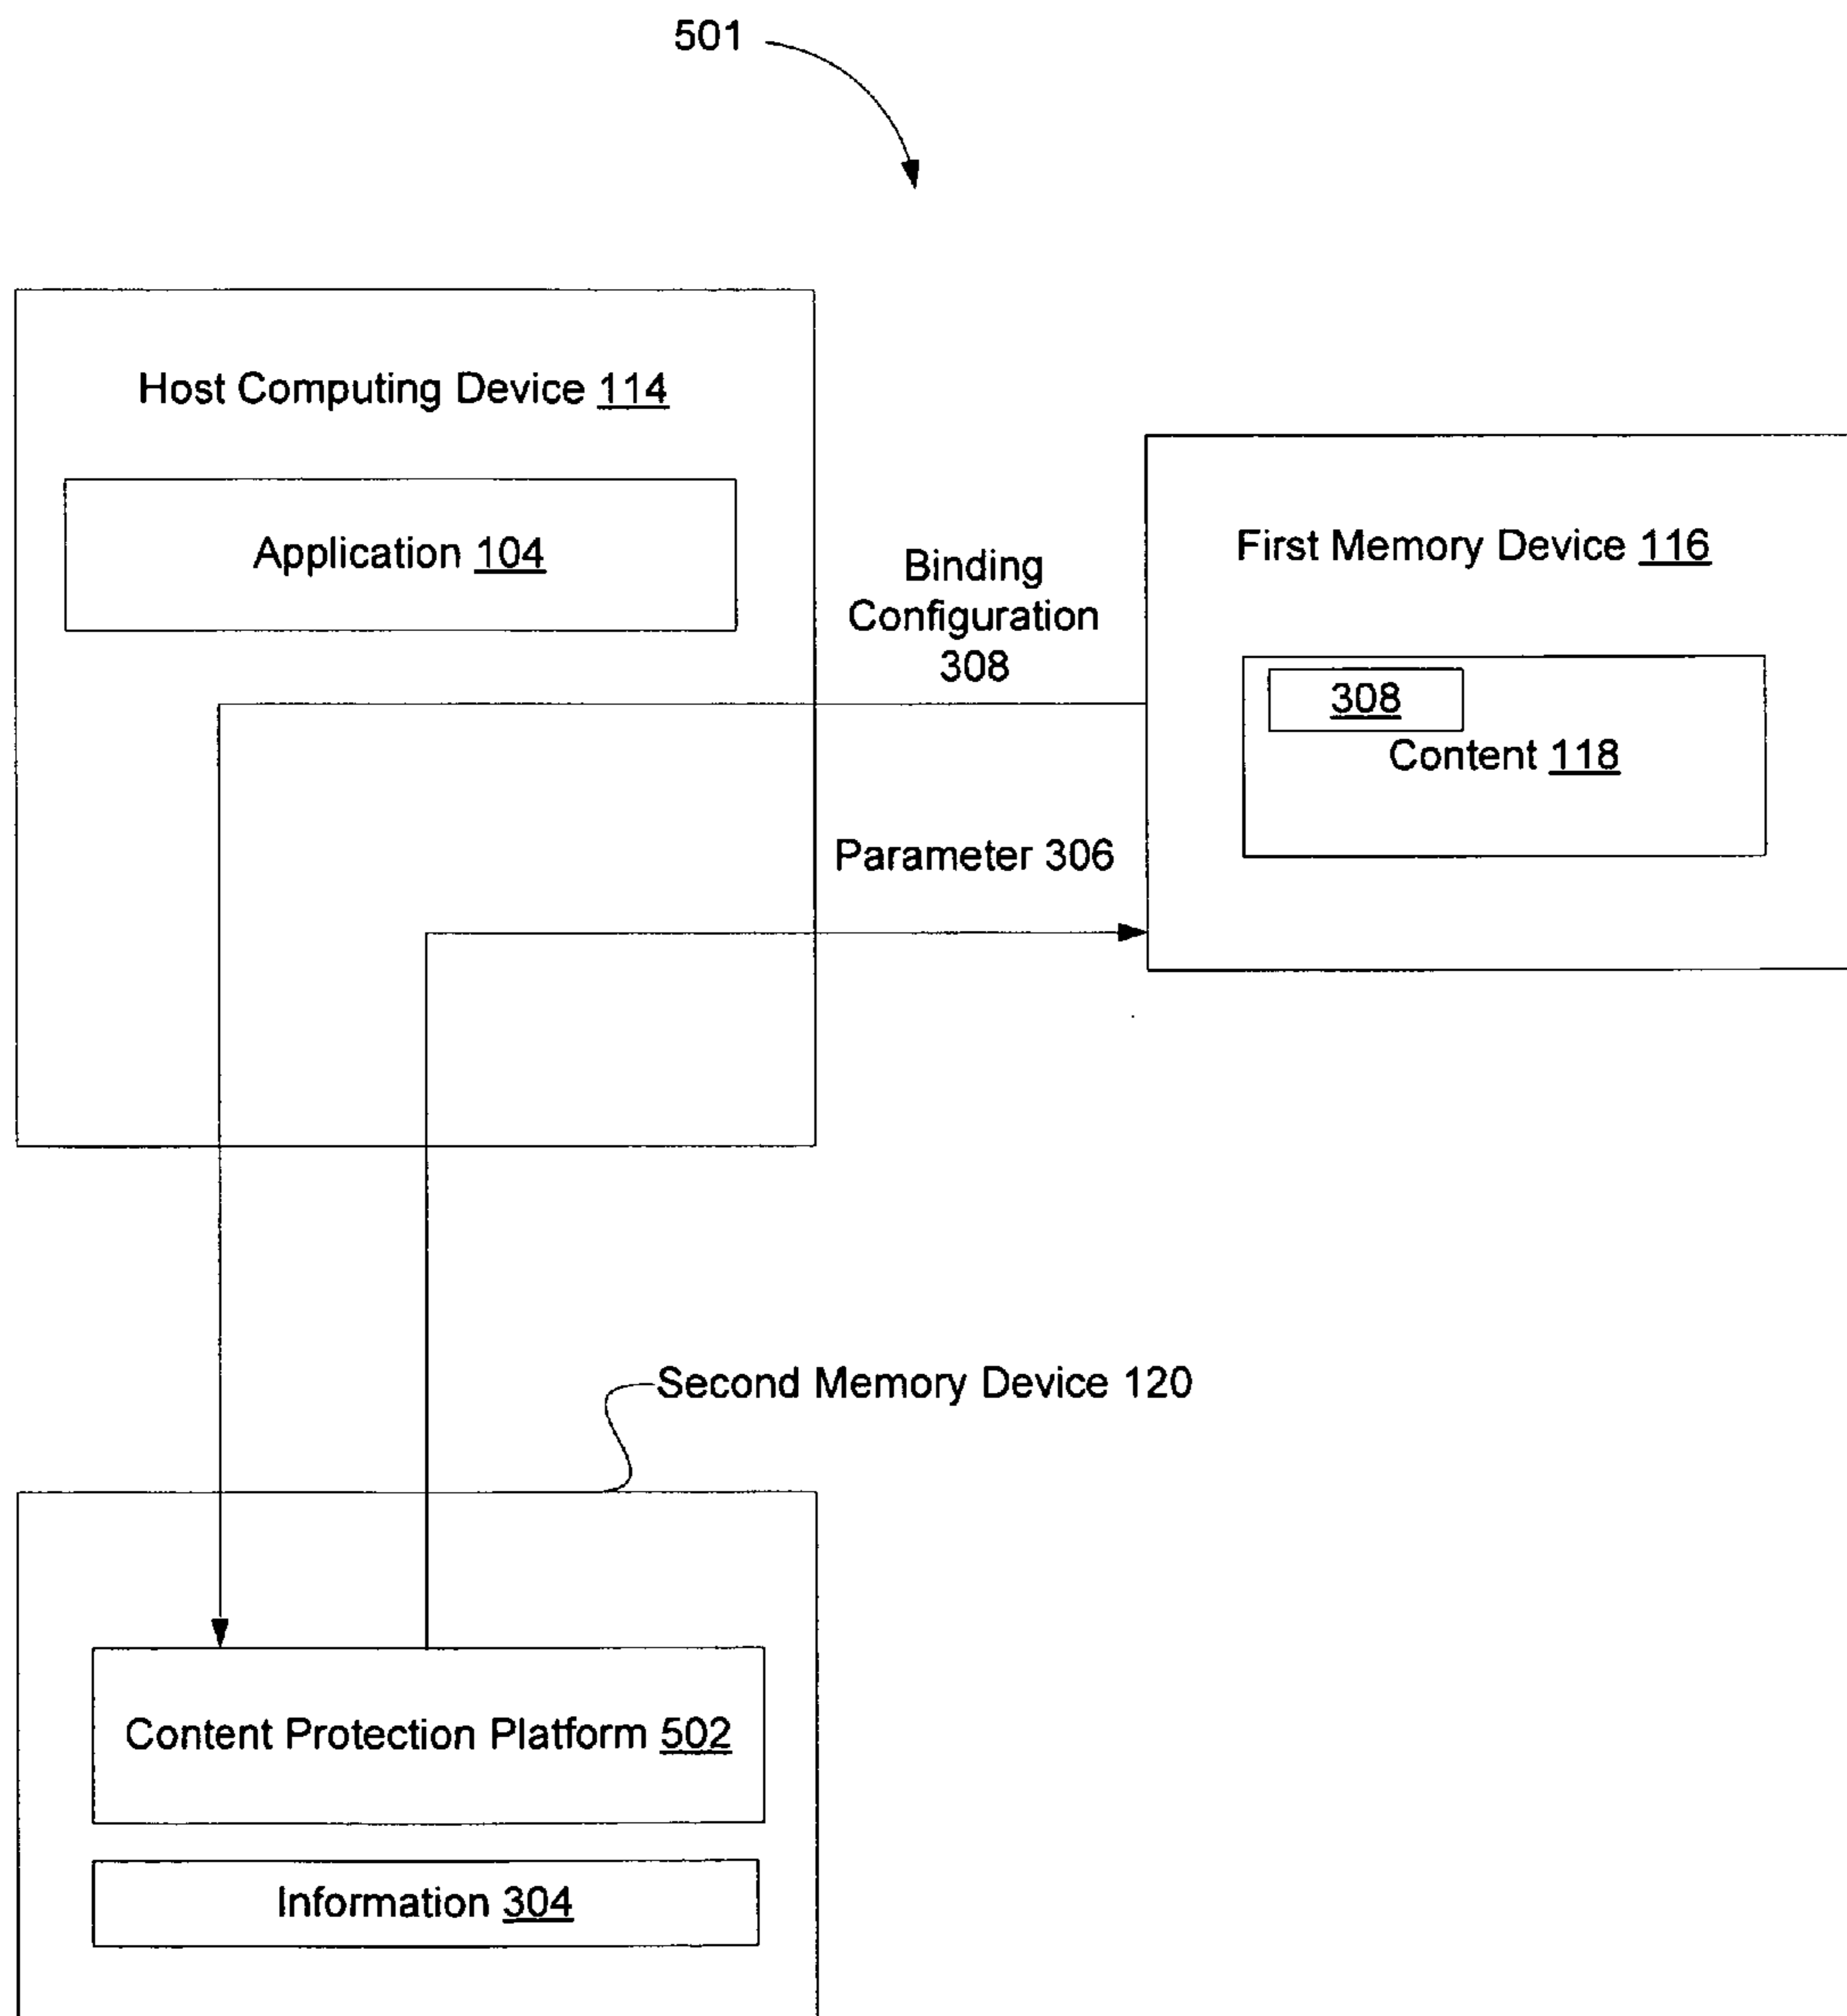 501
Host Computing Device 114
Application 104
Binding
Configuration
308
First Memory Device 116
308
Content 118
Parameter 306
Second Memory Device 120
Content Protection Platform 502
Information 304